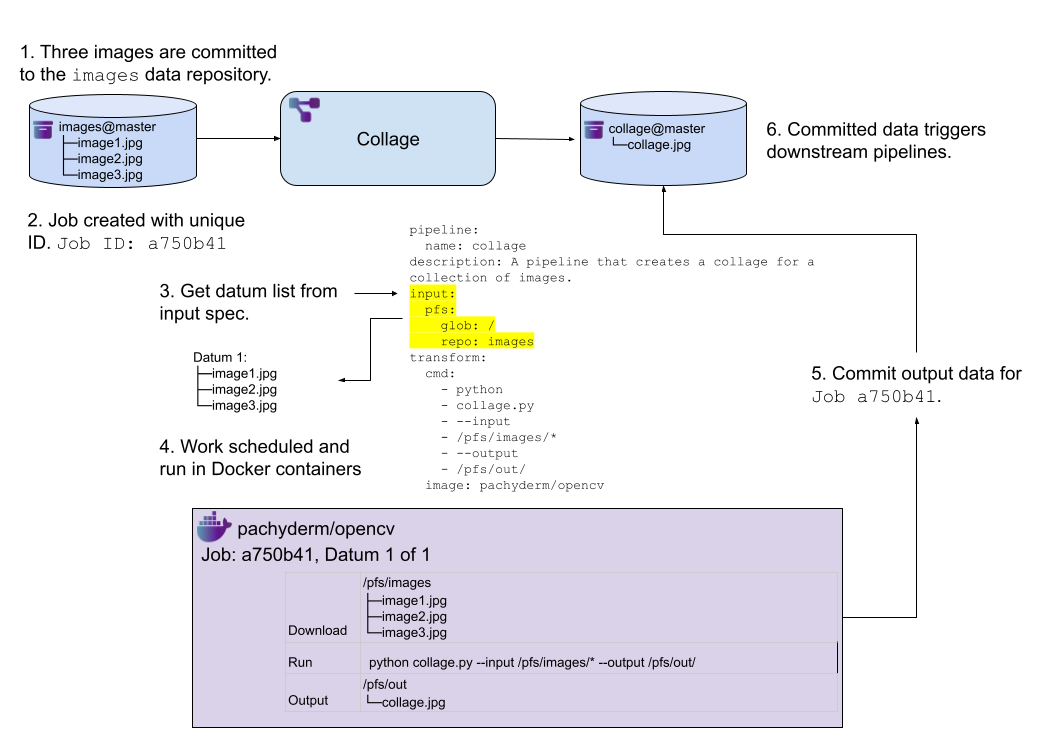 1. Three images are committed
to the images data repository.
images@master
├─image1.jpg
├─image2.jpg
└─image3.jpg
Collage
collage@master
└─collage.jpg
6. Committed data triggers
downstream pipelines.
2. Job created with unique
ID. Job ID: a750b41
pipeline:
  name: collage
description: A pipeline that creates a collage for a
collection of images.
input:
  pfs:
    glob: /
    repo: images
transform:
  cmd:
    - python
    - collage.py
    - --input
    - /pfs/images/*
    - --output
    - /pfs/out/
  image: pachyderm/opencv
3. Get datum list from
input spec.
Datum 1:
├─image1.jpg
├─image2.jpg
└─image3.jpg
4. Work scheduled and
run in Docker containers
5. Commit output data for
Job a750b41.
pachyderm/opencv
Job: a750b41, Datum 1 of 1
Download
/pfs/images
├─image1.jpg
├─image2.jpg
└─image3.jpg
Run
python collage.py --input /pfs/images/* --output /pfs/out/
Output
/pfs/out
└─collage.jpg